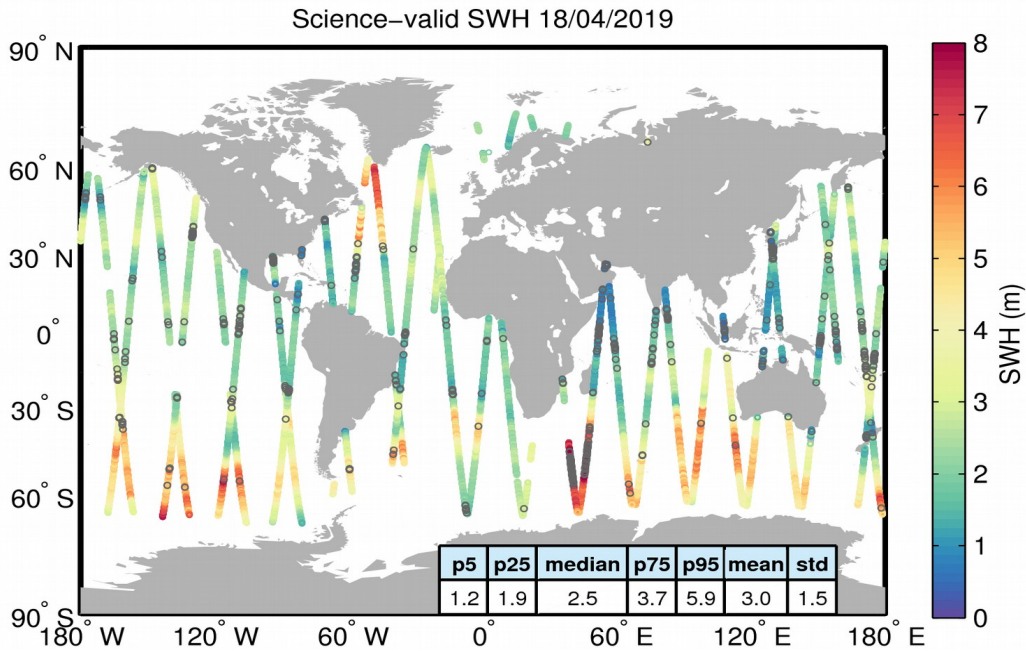 Science-valid SWH 18/04/2019
90° N
60° N
30° N
0°
30° S
60° S
90° S
180° W
120° W
60° W
0°
60° E
120° E
180° E
p5 p25 median p75 p95 mean std
1.2 1.9 2.5 3.7 5.9 3.0 1.5
8
7
6
5
4
3
2
1
0
SWH (m)